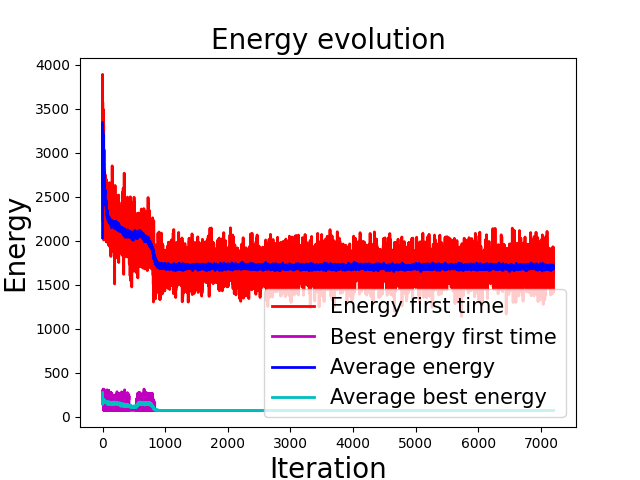 Energy evolution
4000
3500
3000
2500
2000
1500
1000
500
0
Energy
Energy first time
Best energy first time
Average energy
Average best energy
0 1000 2000 3000 4000 5000 6000 7000
Iteration